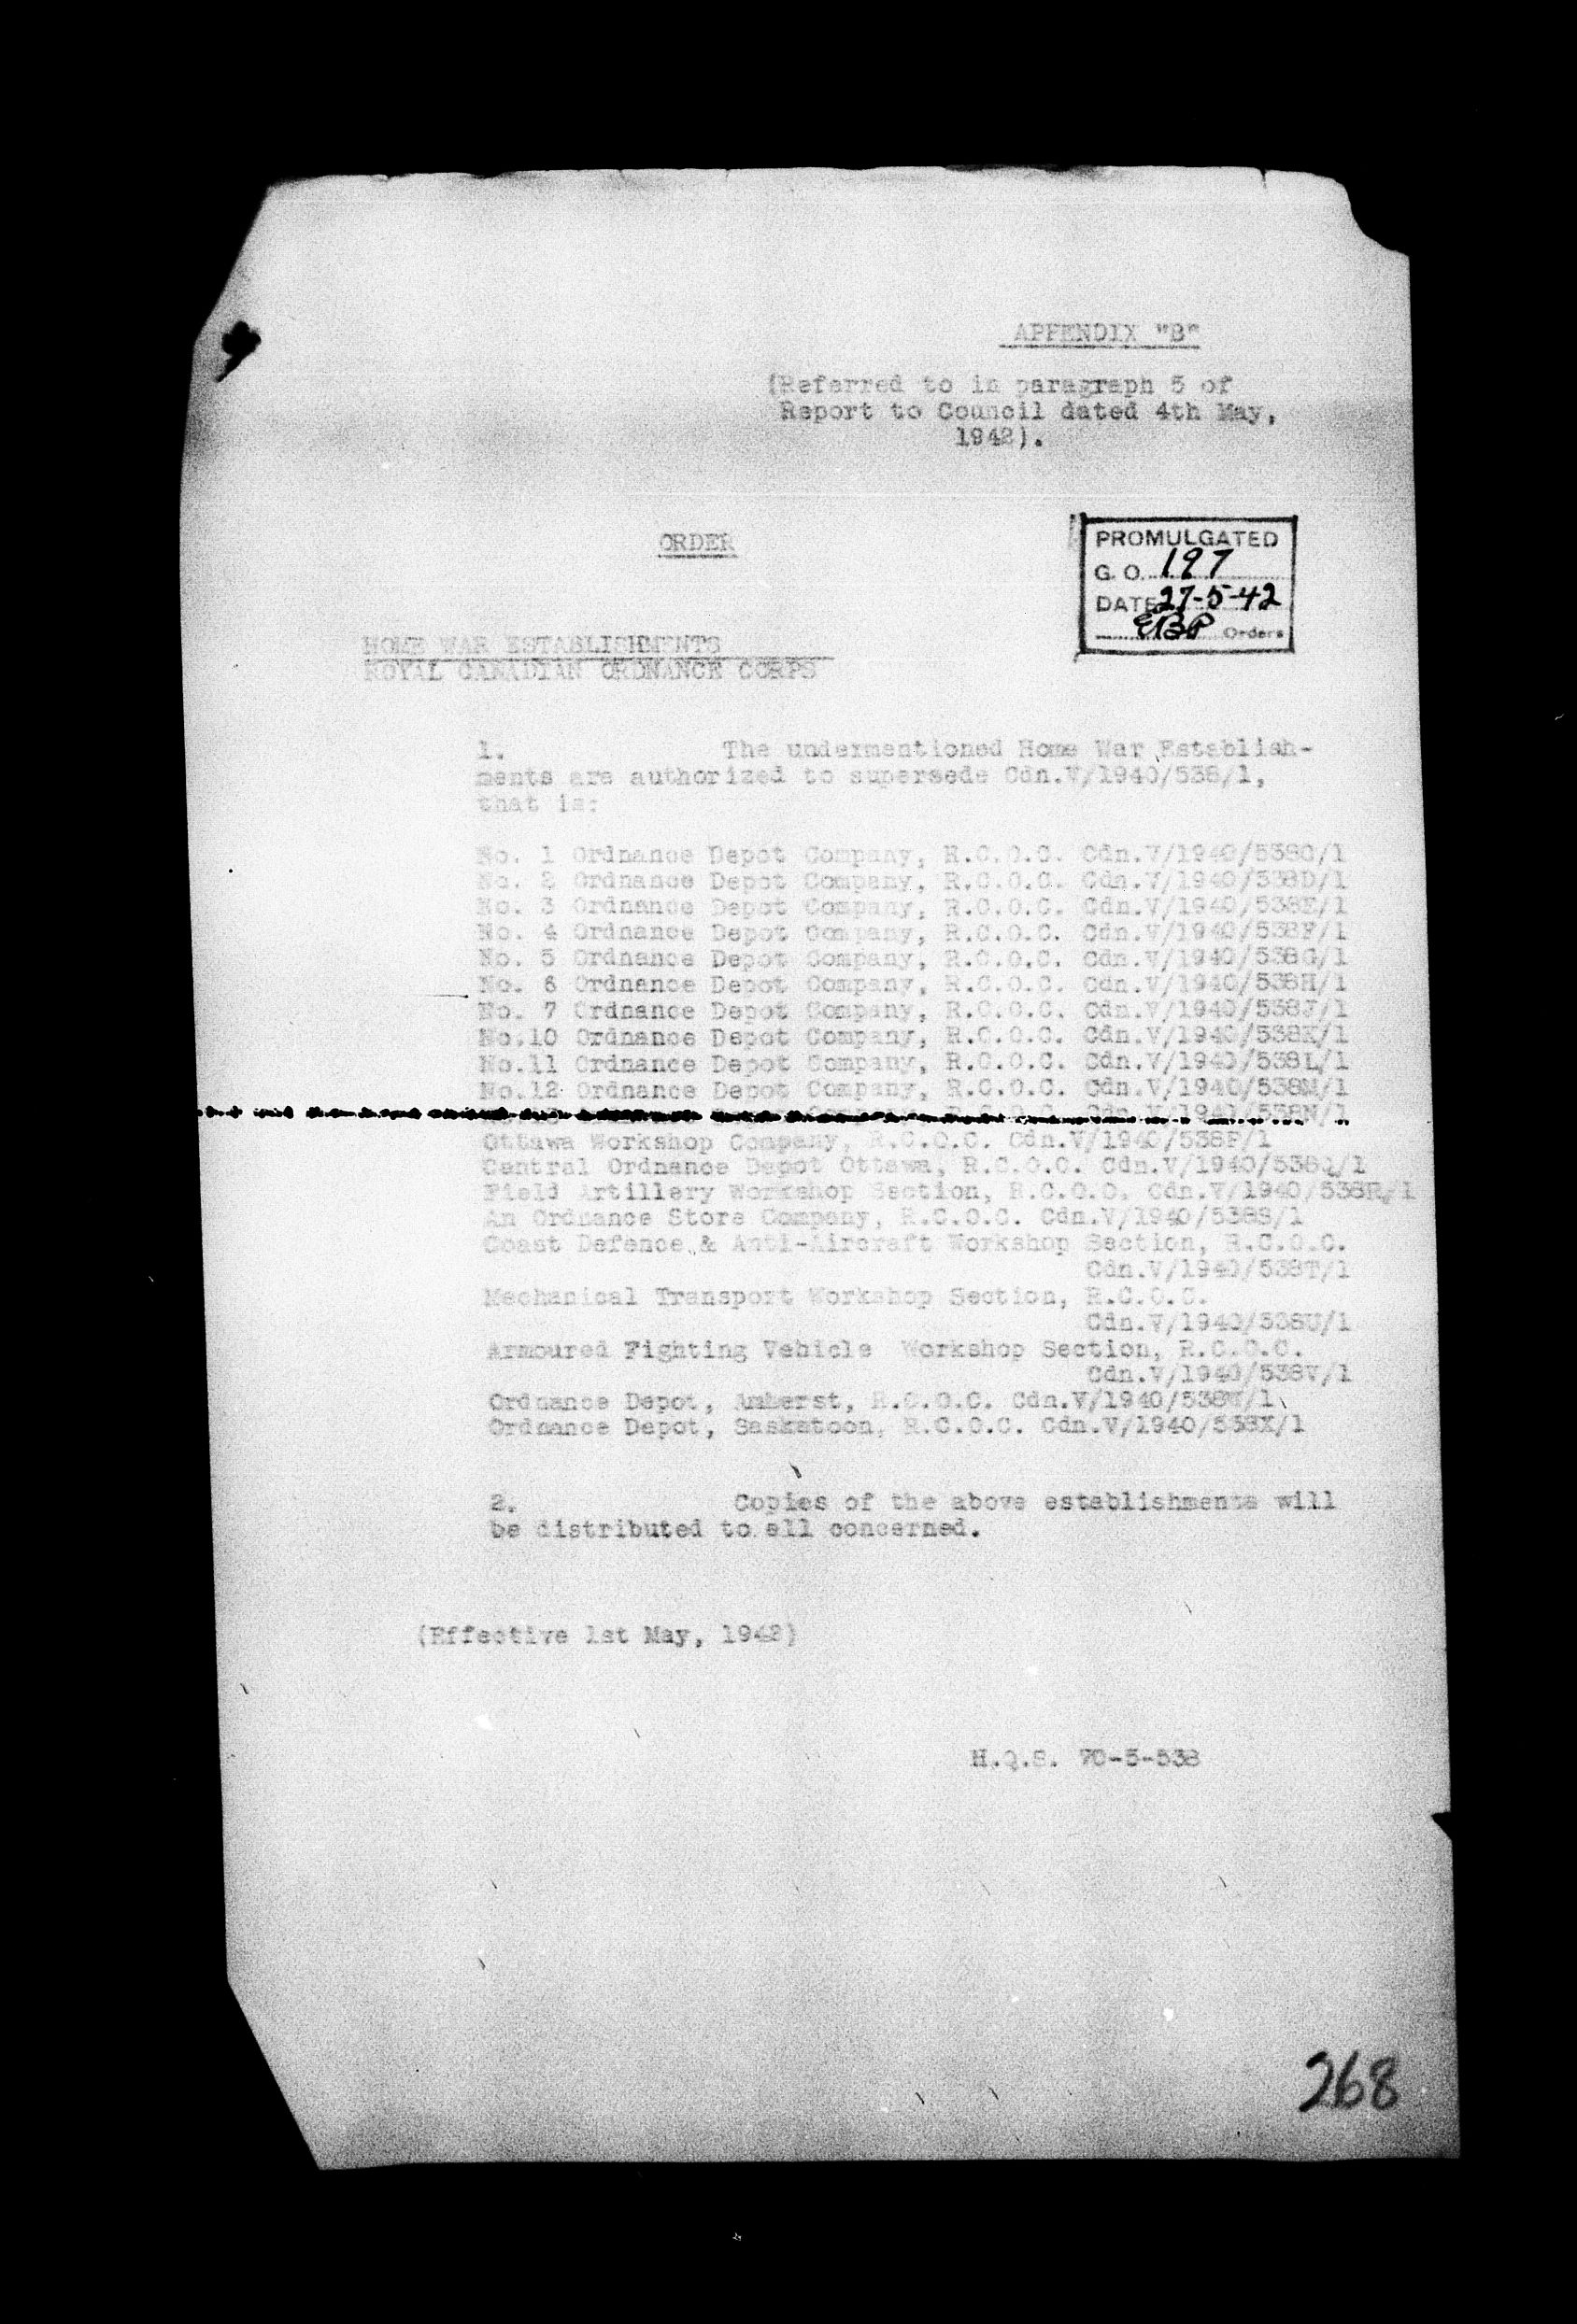 APPENDIX "B"
(Referred to in paragraph 5 of
Report to Council dated 4th May,
1942).
ORDER
PROMULGATED
G. O. 197
DATE 27-5-42
EBP Orders
HOME WAR ESTABLISHMENTS
ROYAL CANADIAN ORDNANCE CORPS
1. The undermentioned Home War Establish-
ments are authorized to supersede Cdn.V/1940/538/1,
that is:
No. 1 Ordnance Depot Company, R.C.O.C. Cdn.V/1940/538C/1
No. 2 Ordnance Depot Company, R.C.O.C. Cdn.V/1940/538D/1
No. 3 Ordnance Depot Company, R.C.O.C. Cdn.V/1940/538E/1
No. 4 Ordnance Depot Company, R.C.O.C. Cdn.V/1940/538F/1
No. 5 Ordnance Depot Company, R.C.O.C. Cdn.V/1940/538G/1
No. 6 Ordnance Depot Company, R.C.O.C. Cdn.V/1940/538H/1
No. 7 Ordnance Depot Company, R.C.O.C. Cdn.V/1940/538J/1
No.10 Ordnance Depot Company, R.C.O.C. Cdn.V/1940/538K/1
No.11 Ordnance Depot Company, R.C.O.C. Cdn.V/1940/538L/1
No.12 Ordnance Depot Company, R.C.O.C. Cdn.V/1940/538M/1
Company, R.C.O.C. Cdn.V/1940/538N/1
Ottawa Workshop Company, R.C.O.C. Cdn.V/1940/538P/1
Central Ordnance Depot Ottawa, R.C.O.C. Cdn.V/1940/538Q/1
Field Artillery Workshop Section, R.C.O.C. Cdn.V/1940/538R/1
An Ordnance Store Company, R.C.O.C. Cdn.V/1940/538S/1
Coast Defence & Anti-Aircraft Workshop Section, R.C.O.C.
Cdn.V/1940/538T/1
Mechanical Transport Workshop Section, R.C.O.C.
Cdn.V/1940/538U/1
Armoured Fighting Vehicle Workshop Section, R.C.O.C.
Cdn.V/1940/538V/1
Ordnance Depot, Amherst, R.C.O.C. Cdn.V/1940/538W/1
Ordnance Depot, Saskatoon, R.C.O.C. Cdn.V/1940/538X/1
2. Copies of the above establishments will
be distributed to all concerned.
(Effective 1st May, 1942)
H.Q.S. 70-5-538
268